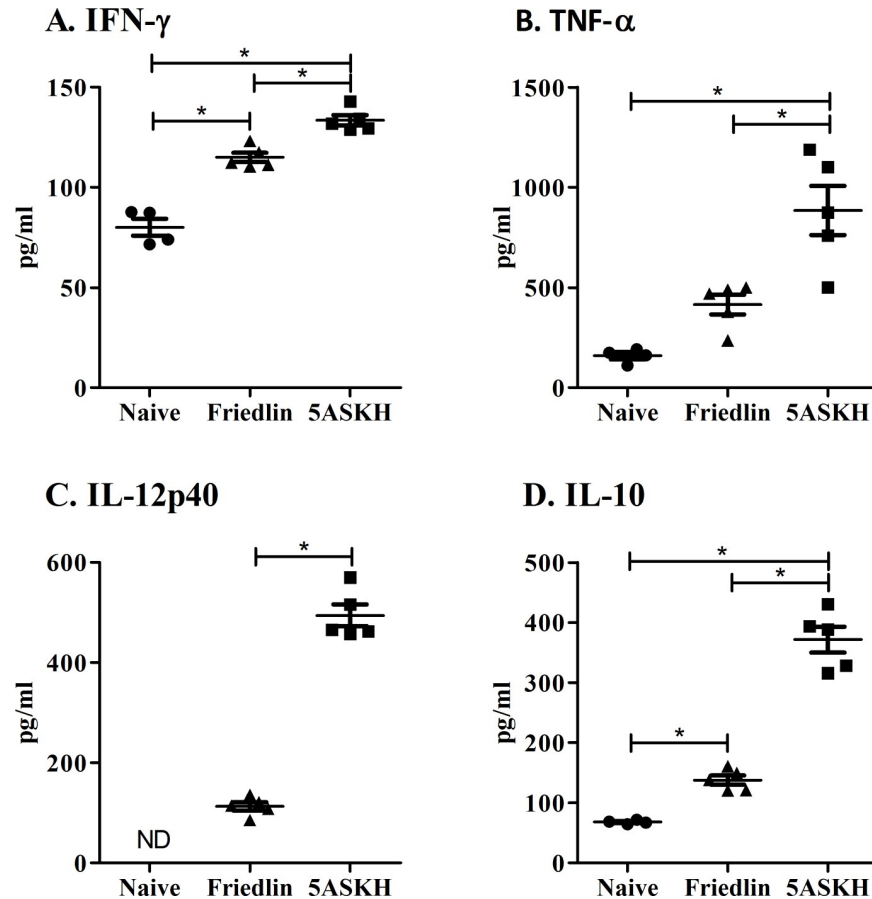 A. IFN-γ
*
*
*
150
100
50
0
pg/ml
Naive Friedlin 5ASKH
B. TNF-α
*
*
1500
1000
500
0
pg/ml
Naive Friedlin 5ASKH
C. IL-12p40
*
600
400
200
0
pg/ml
ND
Naive Friedlin 5ASKH
D. IL-10
*
*
*
500
400
300
200
100
0
pg/ml
Naive Friedlin 5ASKH